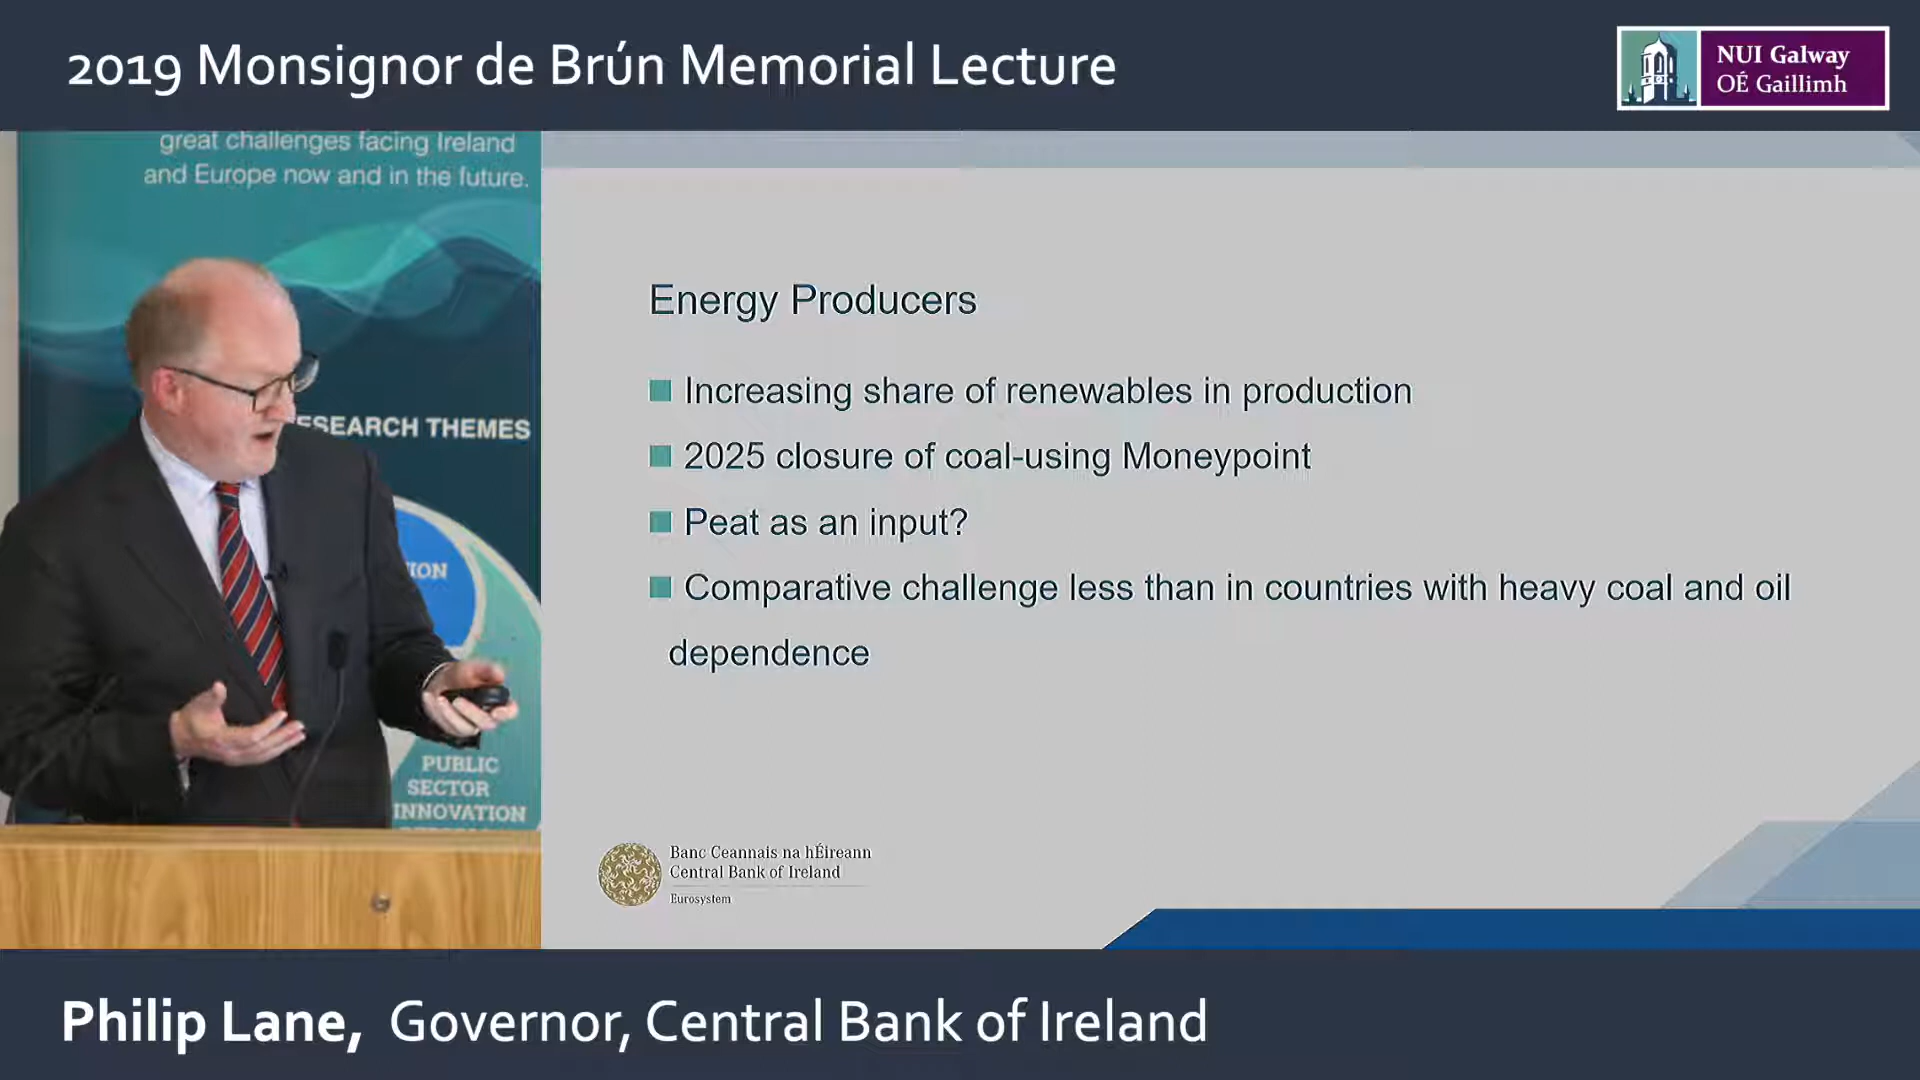 2019 Monsignor de Brún Memorial Lecture
NUI Galway
OÉ Gaillimh
great challenges facing Ireland
and Europe now and in the future.
RESEARCH THEMES
ION
PUBLIC
SECTOR
INNOVATION
Energy Producers
Increasing share of renewables in production
2025 closure of coal-using Moneypoint
Peat as an input?
Comparative challenge less than in countries with heavy coal and oil
dependence
Banc Ceannais na hÉireann
Central Bank of Ireland
Eurosystem
Philip Lane, Governor, Central Bank of Ireland